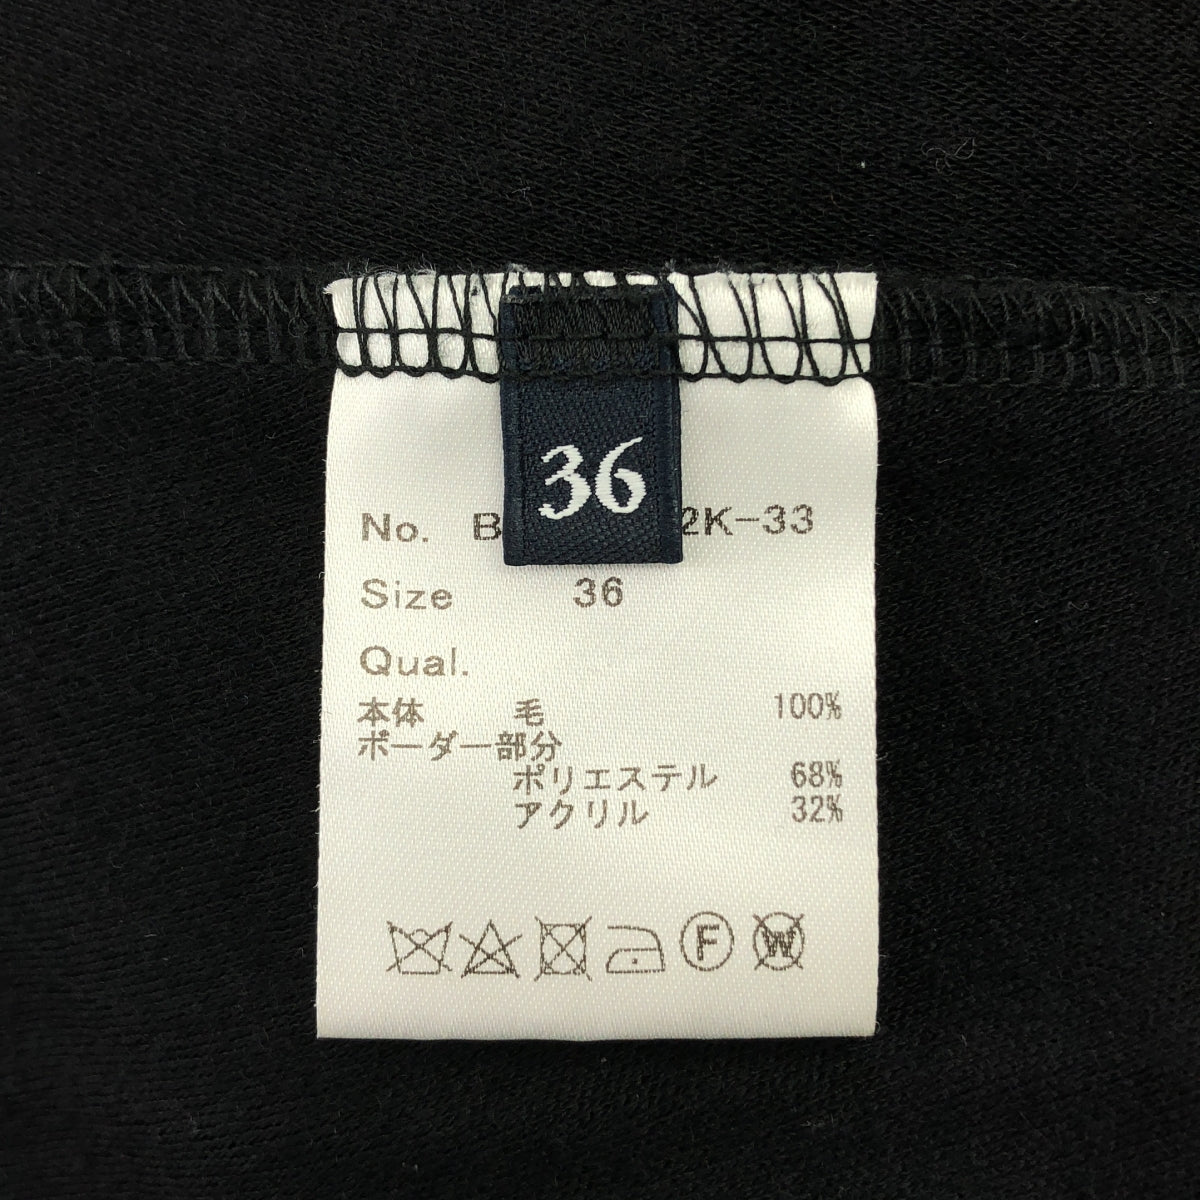 36
No. B 2K-33
Size 36
Qual.
本体 毛 100%
ボーダー部分
ポリエステル 68%
アクリル 32%
F W